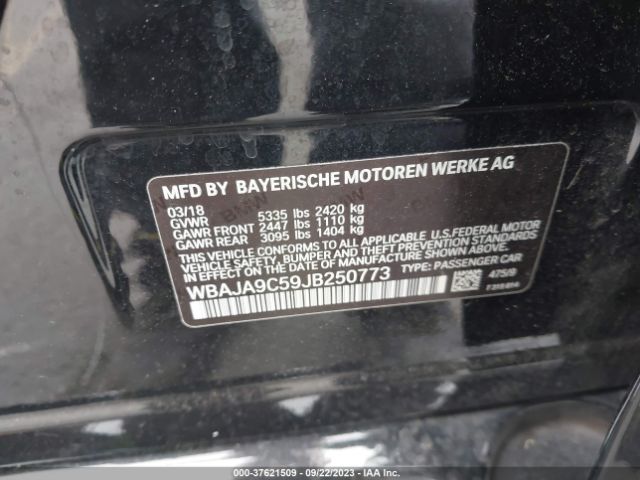 MFD BY BAYERISCHE MOTOREN WERKE AG
03/18
GVWR 5335 lbs 2420 kg
GAWR FRONT 2447 lbs 1110 kg
GAWR REAR 3095 lbs 1404 kg
THIS VEHICLE CONFORMS TO ALL APPLICABLE U.S.FEDERAL MOTOR
VEHICLE SAFETY, BUMPER, AND THEFT PREVENTION STANDARDS
IN EFFECT ON THE DATE OF MANUFACTURE SHOWN ABOVE.
WBAJA9C59JB250773 TYPE: PASSENGER CAR
475/9
000-37621509 - 09/22/2023 - IAA Inc.